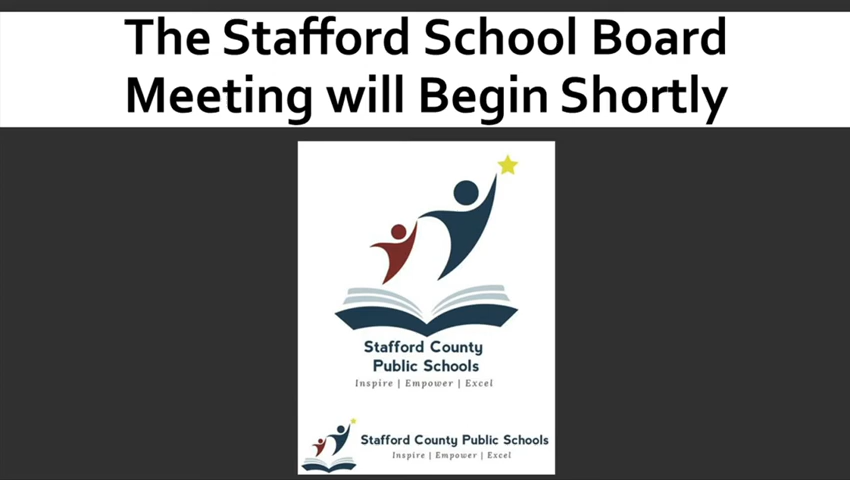 The Stafford School Board
Meeting will Begin Shortly
Stafford County
Public Schools
Inspire | Empower | Excel
Stafford County Public Schools
Inspire | Empower | Excel